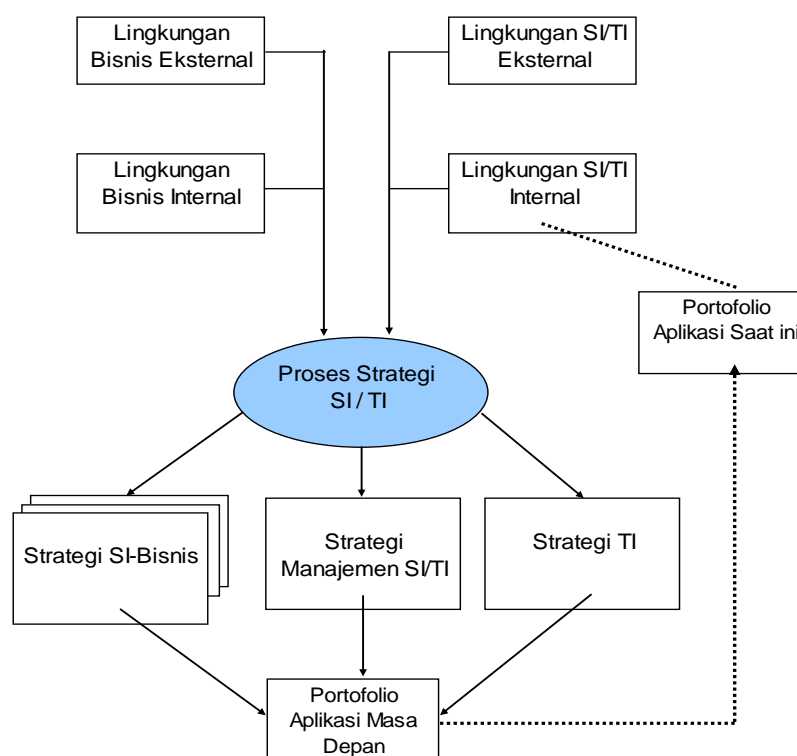 Lingkungan
Bisnis Eksternal
Lingkungan SI/TI
Eksternal
Lingkungan
Bisnis Internal
Lingkungan SI/TI
Internal
Portofolio
Aplikasi Saat ini
Proses Strategi
SI / TI
Strategi SI-Bisnis
Strategi
Manajemen SI/TI
Strategi TI
Portofolio
Aplikasi Masa
Depan